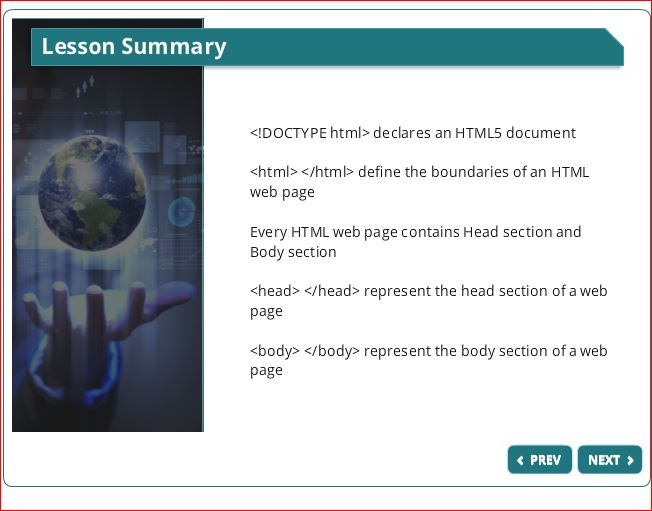 Lesson Summary
<!DOCTYPE html> declares an HTML5 document
<html> </html> define the boundaries of an HTML
web page
Every HTML web page contains Head section and
Body section
<head> </head> represent the head section of a web
page
<body> </body> represent the body section of a web
page
PREV
NEXT